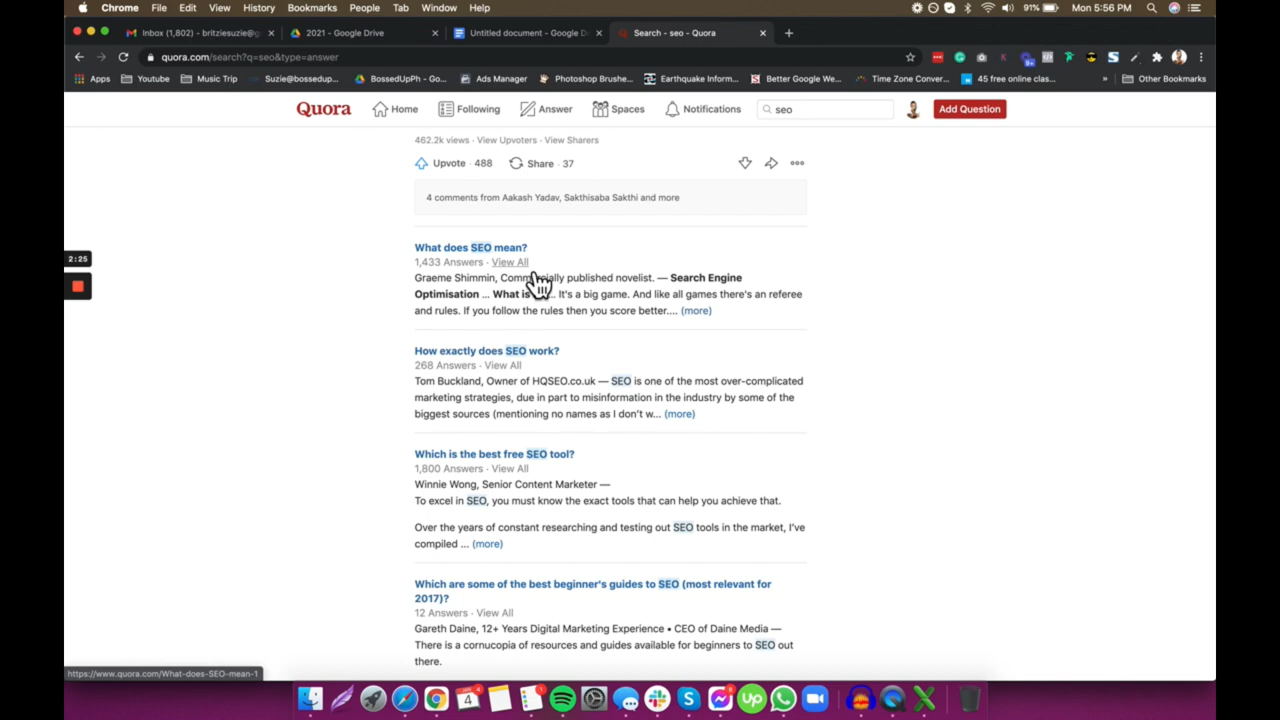 Chrome File Edit View History Bookmarks People Tab Window Help 91% Mon 5:56 PM
Inbox (1,802) - britziesuzie@g 2021 - Google Drive Untitled document - Google D Search - seo - Quora
quora.com/search?q=seo&type=answer
Apps Youtube Music Trip Suzie@bossedup... BossedUpPh - Go... Ads Manager Photoshop Brushe... Earthquake Inform... Better Google We... Time Zone Conver... 45 free online clas... » Other Bookmarks
Quora Home Following Answer Spaces Notifications seo Add Question
462.2k views · View Upvoters · View Sharers
Upvote · 488 Share · 37
4 comments from Aakash Yadav, Sakthisaba Sakthi and more
What does SEO mean?
1,433 Answers · View All
2:25
Graeme Shimmin, Commercially published novelist. — Search Engine
Optimisation ... What is ... It's a big game. And like all games there's an referee
and rules. If you follow the rules then you score better.... (more)
How exactly does SEO work?
268 Answers · View All
Tom Buckland, Owner of HQSEO.co.uk — SEO is one of the most over-complicated
marketing strategies, due in part to misinformation in the industry by some of the
biggest sources (mentioning no names as I don't w... (more)
Which is the best free SEO tool?
1,800 Answers · View All
Winnie Wong, Senior Content Marketer —
To excel in SEO, you must know the exact tools that can help you achieve that.
Over the years of constant researching and testing out SEO tools in the market, I've
compiled ... (more)
Which are some of the best beginner's guides to SEO (most relevant for
2017)?
12 Answers · View All
Gareth Daine, 12+ Years Digital Marketing Experience • CEO of Daine Media —
There is a cornucopia of resources and guides available for beginners to SEO out
there.
https://www.quora.com/What-does-SEO-mean-1